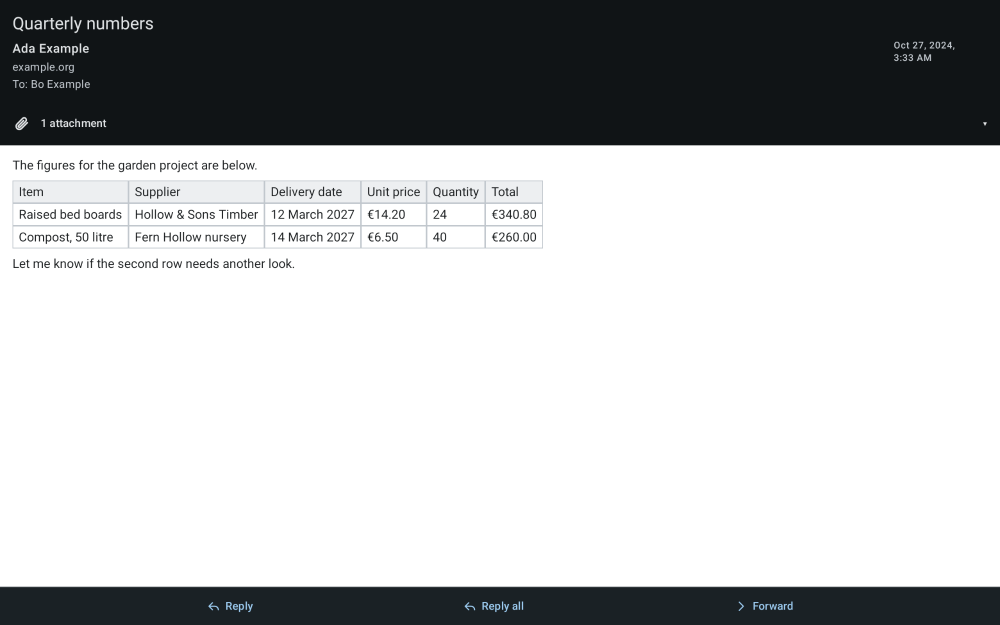 Quarterly numbers
Ada Example
example.org
To: Bo Example
Oct 27, 2024,
3:33 AM
1 attachment
The figures for the garden project are below.
Item Supplier Delivery date Unit price Quantity Total
Raised bed boards Hollow & Sons Timber 12 March 2027 €14.20 24 €340.80
Compost, 50 litre Fern Hollow nursery 14 March 2027 €6.50 40 €260.00
Let me know if the second row needs another look.
Reply Reply all Forward